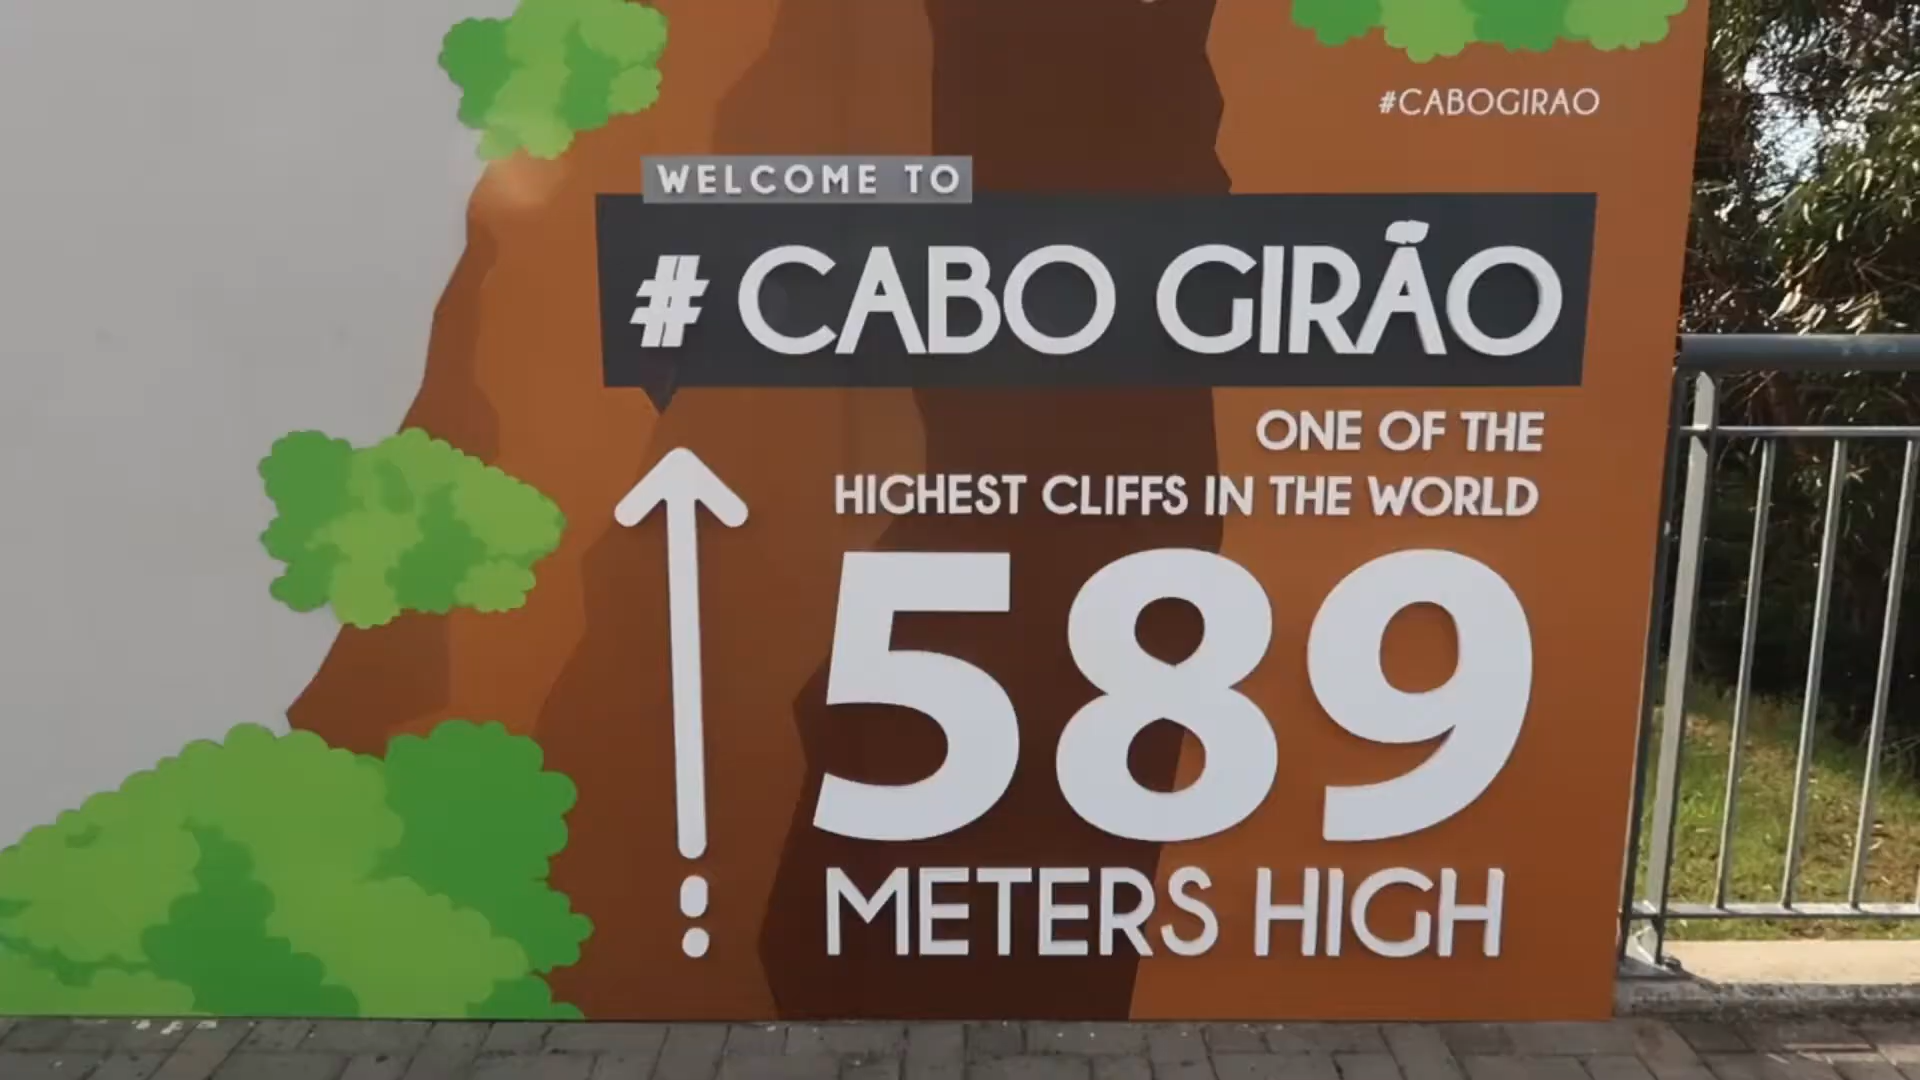 #CABOGIRAO
WELCOME TO
# CABO GIRÃO
ONE OF THE
HIGHEST CLIFFS IN THE WORLD
589
METERS HIGH